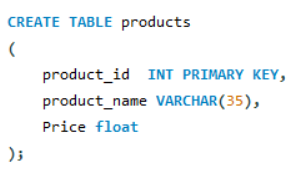 CREATE TABLE products
(
    product_id  INT PRIMARY KEY,
    product_name VARCHAR(35),
    Price float
);